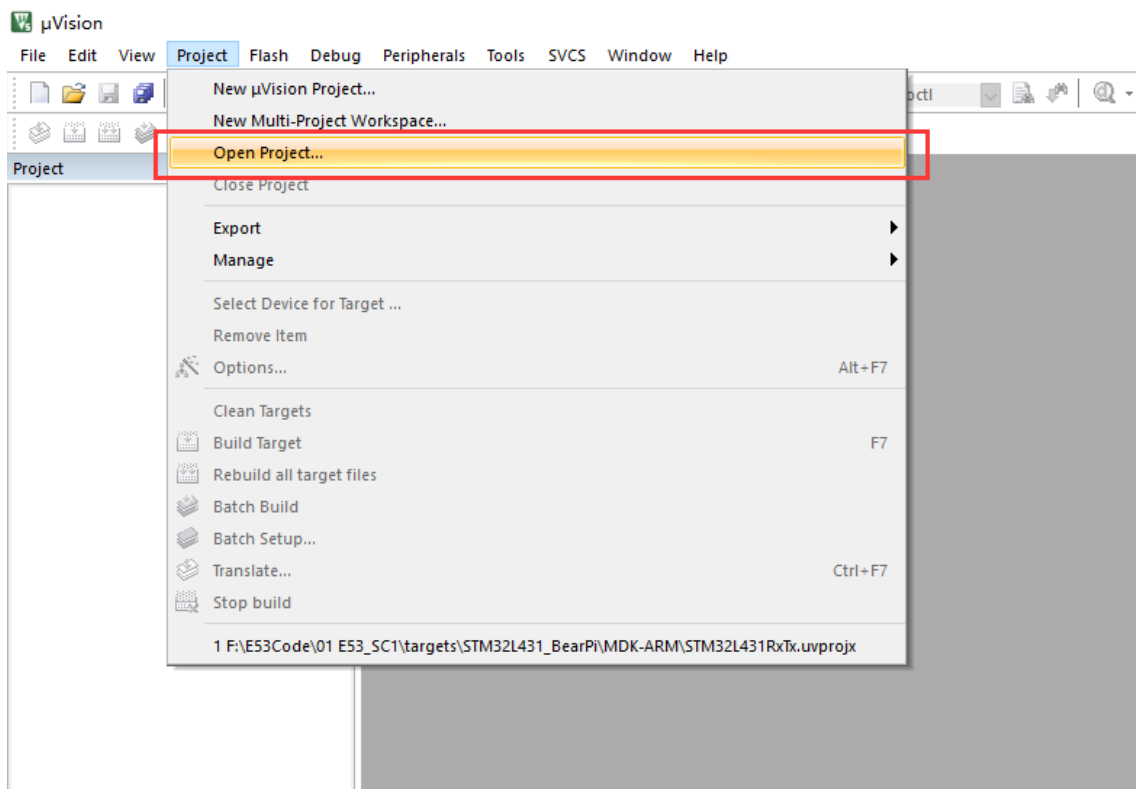 µVision
File Edit View Project Flash Debug Peripherals Tools SVCS Window Help
New µVision Project...
octl
New Multi-Project Workspace...
Open Project...
Project
Close Project
Export
Manage
Select Device for Target ...
Remove Item
Options... Alt+F7
Clean Targets
Build Target F7
Rebuild all target files
Batch Build
Batch Setup...
Translate... Ctrl+F7
Stop build
1 F:\E53Code\01 E53_SC1\targets\STM32L431_BearPi\MDK-ARM\STM32L431RxTx.uvprojx